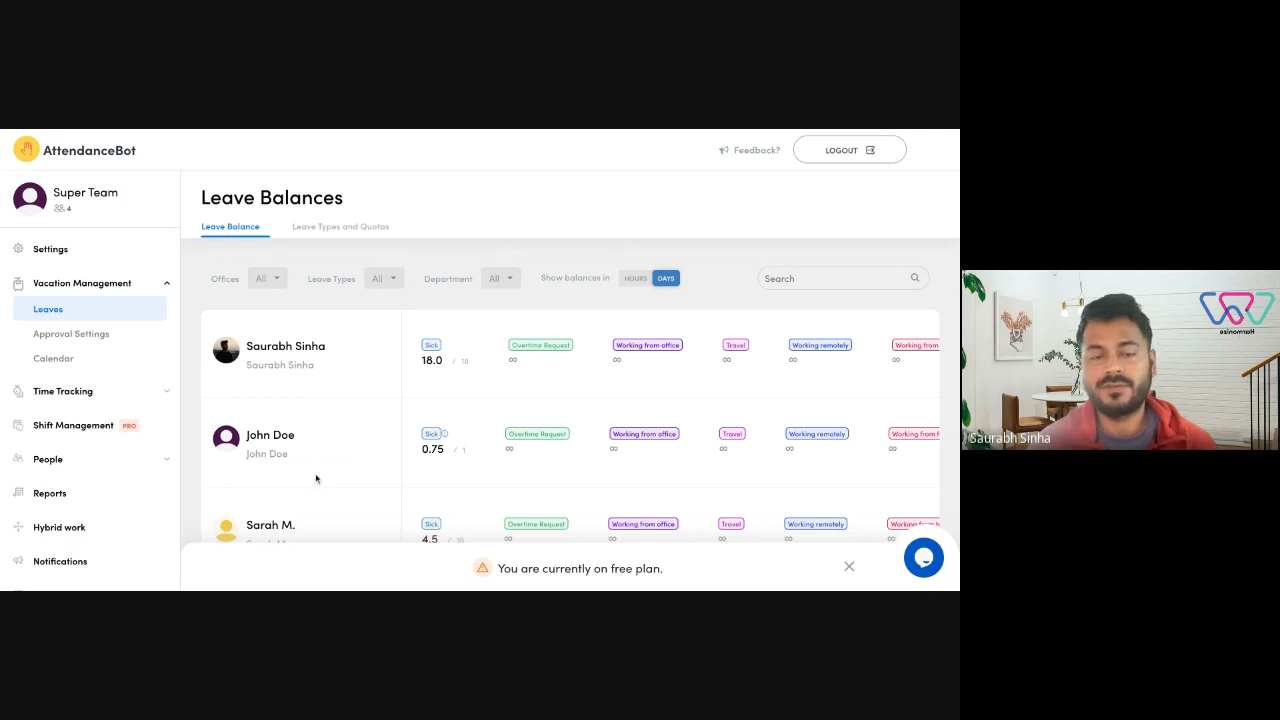 AttendanceBot
Feedback?
LOGOUT
Super Team
4
Settings
Vacation Management
Leaves
Approval Settings
Calendar
Time Tracking
Shift Management PRO
People
Reports
Hybrid work
Notifications
Leave Balances
Leave Balance Leave Types and Quotas
Offices All Leave Types All Department All Show balances in HOURS DAYS Search
Saurabh Sinha
Saurabh Sinha
Sick Overtime Request Working from office Travel Working remotely Working from
18.0 / 18 ∞ ∞ ∞ ∞ ∞
John Doe
John Doe
Sick Overtime Request Working from office Travel Working remotely Working from h
0.75 / 1 ∞ ∞ ∞ ∞ ∞
Sarah M.
Sick Overtime Request Working from office Travel Working remotely Working from h
4.5 / 18 ∞ ∞ ∞ ∞ ∞
You are currently on free plan.
Harmonize
Saurabh Sinha